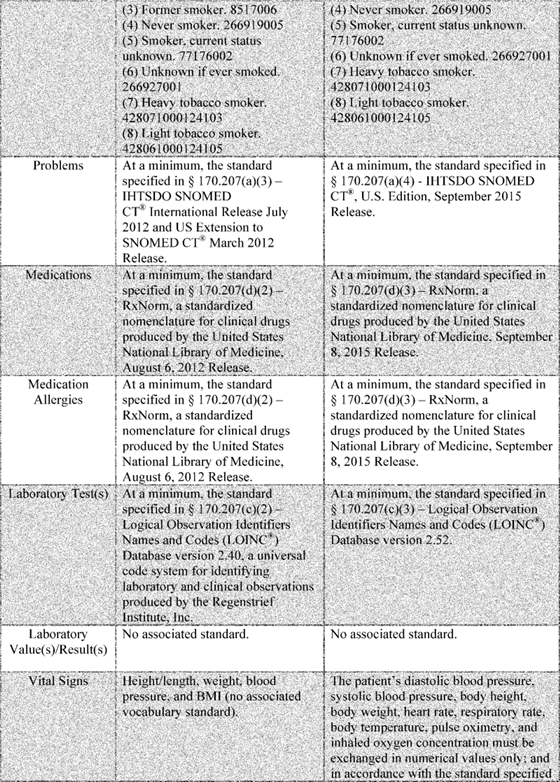 (3) Former smoker. 8517006
(4) Never smoker. 266919005
(5) Smoker, current status
unknown. 77176002
(6) Unknown if ever smoked.
266927001
(7) Heavy tobacco smoker.
428071000124103
(8) Light tobacco smoker.
428061000124105
(4) Never smoker. 266919005
(5) Smoker, current status unknown.
77176002
(6) Unknown if ever smoked. 266927001
(7) Heavy tobacco smoker.
428071000124103
(8) Light tobacco smoker.
428061000124105
Problems
At a minimum, the standard
specified in § 170.207(a)(3) –
IHTSDO SNOMED
CT® International Release July
2012 and US Extension to
SNOMED CT® March 2012
Release.
At a minimum, the standard specified in
§ 170.207(a)(4) - IHTSDO SNOMED
CT®, U.S. Edition, September 2015
Release.
Medications
At a minimum, the standard
specified in § 170.207(d)(2) –
RxNorm, a standardized
nomenclature for clinical drugs
produced by the United States
National Library of Medicine,
August 6, 2012 Release.
At a minimum, the standard specified in
§ 170.207(d)(3) – RxNorm, a
standardized nomenclature for clinical
drugs produced by the United States
National Library of Medicine, September
8, 2015 Release.
Medication
Allergies
At a minimum, the standard
specified in § 170.207(d)(2) –
RxNorm, a standardized
nomenclature for clinical drugs
produced by the United States
National Library of Medicine,
August 6, 2012 Release.
At a minimum, the standard specified in
§ 170.207(d)(3) – RxNorm, a
standardized nomenclature for clinical
drugs produced by the United States
National Library of Medicine, September
8, 2015 Release.
Laboratory Test(s)
At a minimum, the standard
specified in § 170.207(c)(2) –
Logical Observation Identifiers
Names and Codes (LOINC®)
Database version 2.40, a universal
code system for identifying
laboratory and clinical observations
produced by the Regenstrief
Institute, Inc.
At a minimum, the standard specified in
§ 170.207(c)(3) – Logical Observation
Identifiers Names and Codes (LOINC®)
Database version 2.52.
Laboratory
Value(s)/Result(s)
No associated standard.
No associated standard.
Vital Signs
Height/length, weight, blood
pressure, and BMI (no associated
vocabulary standard).
The patient's diastolic blood pressure,
systolic blood pressure, body height,
body weight, heart rate, respiratory rate,
body temperature, pulse oximetry, and
inhaled oxygen concentration must be
exchanged in numerical values only; and
in accordance with the standard specified